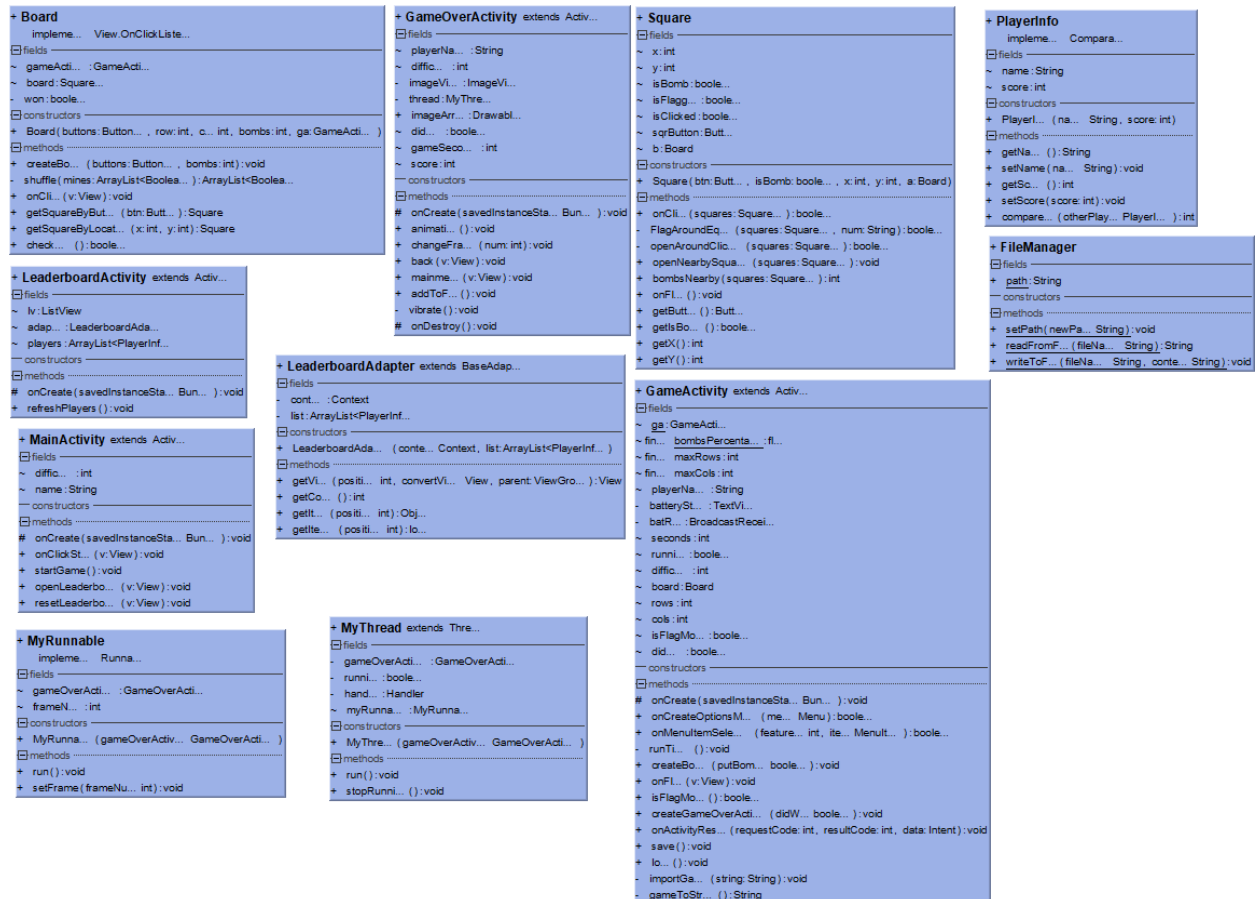 + Board
impleme... View.OnClickListe...
fields
~ gameActi... :GameActi...
~ board:Square...
- won:boole...
constructors
+ Board(buttons:Button... , row:int, c... int, bombs:int, ga:GameActi... )
methods
+ createBo... (buttons:Button... , bombs:int):void
- shuffle(mines:ArrayList<Boolea... ):ArrayList<Boolea...
+ onCli... (v:View):void
+ getSquareByBut... (btn:Butt... ):Square
+ getSquareByLocat... (x:int, y:int):Square
+ check... ():boole...
+ GameOverActivity extends Activ...
fields
~ playerNa... :String
~ diffic... :int
- imageVi... :ImageVi...
- thread:MyThre...
+ imageArr... :Drawabl...
~ did... :boole...
~ gameSeco... :int
~ score:int
constructors
methods
# onCreate(savedInstanceSta... Bun... ):void
+ animati... ():void
+ changeFra... (num:int):void
+ back(v:View):void
+ mainme... (v:View):void
+ addToF... ():void
- vibrate():void
# onDestroy():void
+ Square
fields
~ x:int
~ y:int
~ isBomb:boole...
~ isFlagg... :boole...
~ isClicked:boole...
~ sqrButton:Butt...
~ b:Board
constructors
+ Square(btn:Butt... , isBomb:boole... , x:int, y:int, a:Board)
methods
+ onCli... (squares:Square... ):boole...
- FlagAroundEq... (squares:Square... , num:String):boole...
- openAroundClic... (squares:Square... ):boole...
+ openNearbySqua... (squares:Square... ):void
+ bombsNearby(squares:Square... ):int
+ onFl... ():void
+ getButt... ():Butt...
+ getIsBo... ():boole...
+ getX():int
+ getY():int
+ PlayerInfo
impleme... Compara...
fields
~ name:String
~ score:int
constructors
+ PlayerI... (na... String, score:int)
methods
+ getNa... ():String
+ setName(na... String):void
+ getSc... ():int
+ setScore(score:int):void
+ compare... (otherPlay... PlayerI... ):int
+ FileManager
fields
+ path:String
constructors
methods
+ setPath(newPa... String):void
+ readFromF... (fileNa... String):String
+ writeToF... (fileNa... String, conte... String):void
+ LeaderboardActivity extends Activ...
fields
~ lv:ListView
~ adap... :LeaderboardAda...
~ players:ArrayList<PlayerInf...
constructors
methods
# onCreate(savedInstanceSta... Bun... ):void
+ refreshPlayers():void
+ LeaderboardAdapter extends BaseAdap...
fields
- cont... :Context
- list:ArrayList<PlayerInf...
constructors
+ LeaderboardAda... (conte... Context, list:ArrayList<PlayerInf... )
methods
+ getVi... (positi... int, convertVi... View, parent:ViewGro... ):View
+ getCo... ():int
+ getIt... (positi... int):Obj...
+ getIte... (positi... int):lo...
+ MainActivity extends Activ...
fields
~ diffic... :int
~ name:String
constructors
methods
# onCreate(savedInstanceSta... Bun... ):void
+ onClickSt... (v:View):void
+ startGame():void
+ openLeaderbo... (v:View):void
+ resetLeaderbo... (v:View):void
+ GameActivity extends Activ...
fields
~ ga:GameActi...
~ fin... bombsPercenta... :fl...
~ fin... maxRows:int
~ fin... maxCols:int
~ playerNa... :String
- batterySt... :TextVi...
- batR... :BroadcastRecei...
~ seconds:int
~ runni... :boole...
~ diffic... :int
~ board:Board
~ rows:int
~ cols:int
~ isFlagMo... :boole...
~ did... :boole...
constructors
methods
# onCreate(savedInstanceSta... Bun... ):void
+ onCreateOptionsM... (me... Menu):boole...
+ onMenuItemSele... (feature... int, ite... MenuIt... ):boole...
- runTi... ():void
+ createBo... (putBom... boole... ):void
+ onFl... (v:View):void
+ isFlagMo... ():boole...
+ createGameOverActi... (didW... boole... ):void
+ onActivityRes... (requestCode:int, resultCode:int, data:Intent):void
+ save():void
+ lo... ():void
- importGa... (string:String):void
- gameToStr... ():String
+ MyRunnable
impleme... Runna...
fields
~ gameOverActi... :GameOverActi...
~ frameN... :int
constructors
+ MyRunna... (gameOverActiv... GameOverActi... )
methods
+ run():void
+ setFrame(frameNu... int):void
+ MyThread extends Thre...
fields
- gameOverActi... :GameOverActi...
- runni... :boole...
- hand... :Handler
~ myRunna... :MyRunna...
constructors
+ MyThre... (gameOverActiv... GameOverActi... )
methods
+ run():void
+ stopRunni... ():void